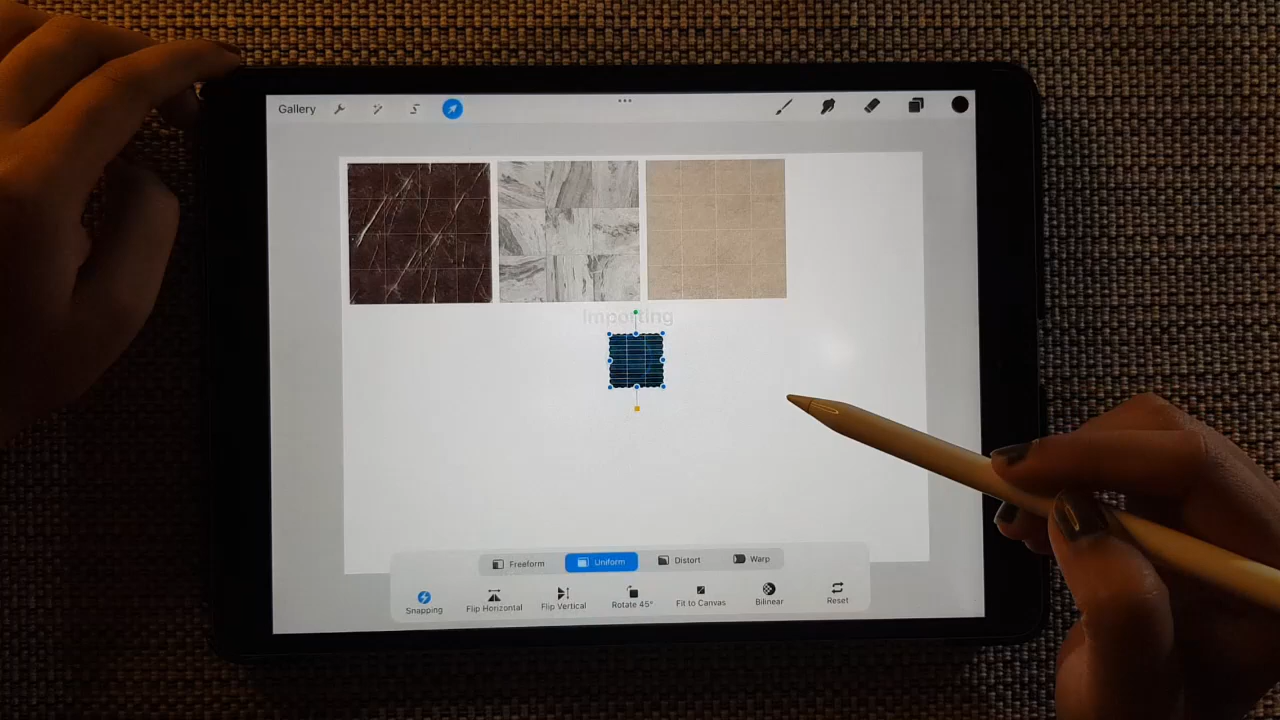 Gallery
Importing
Freeform Uniform Distort Warp
Snapping Flip Horizontal Flip Vertical Rotate 45° Fit to Canvas Bilinear Reset